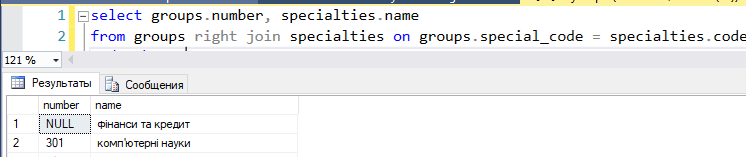 1 select groups.number, specialties.name
2 from groups right join specialties on groups.special_code = specialties.code
121 %
Результаты Сообщения
number name
1 NULL фінанси та кредит
2 301 комп'ютерні науки